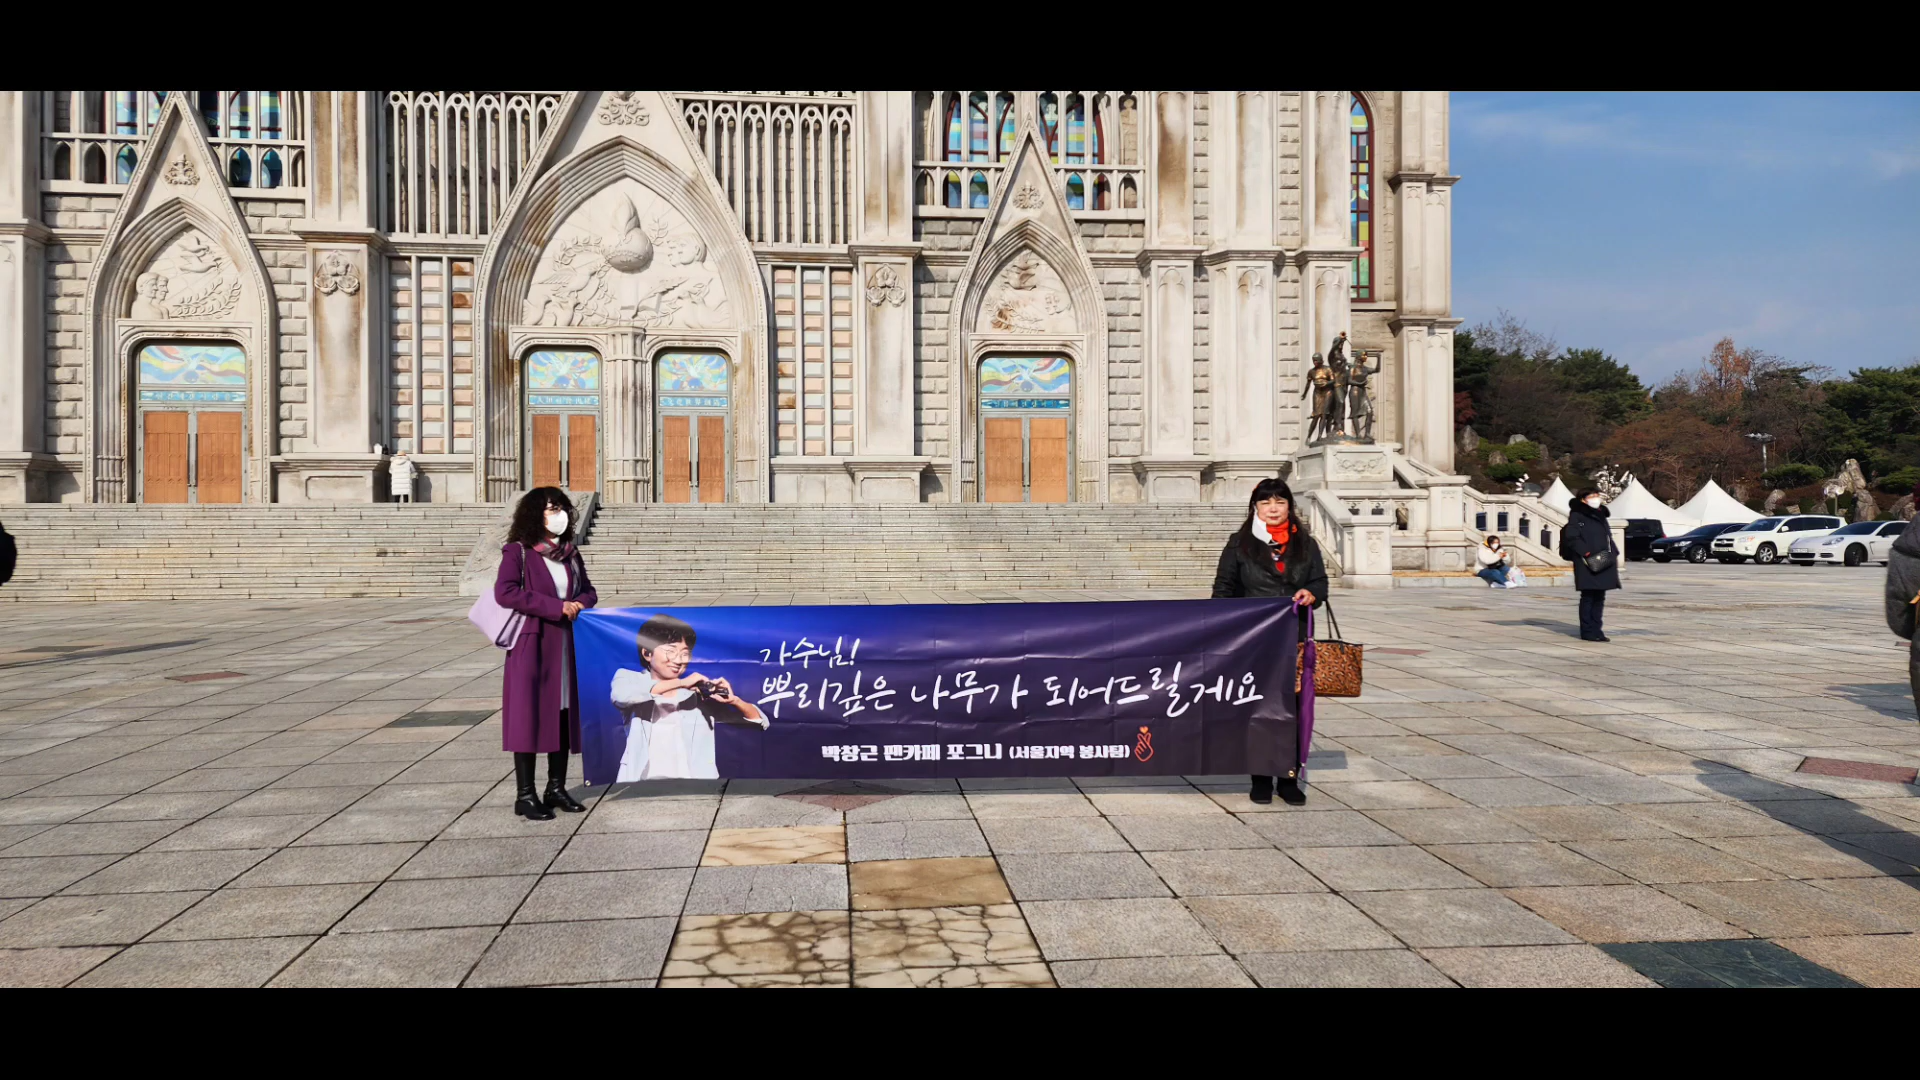 가수님!
뿌리깊은 나무가 되어드릴게요
박창근 팬카페 포그니 (서울지역 봉사팀)